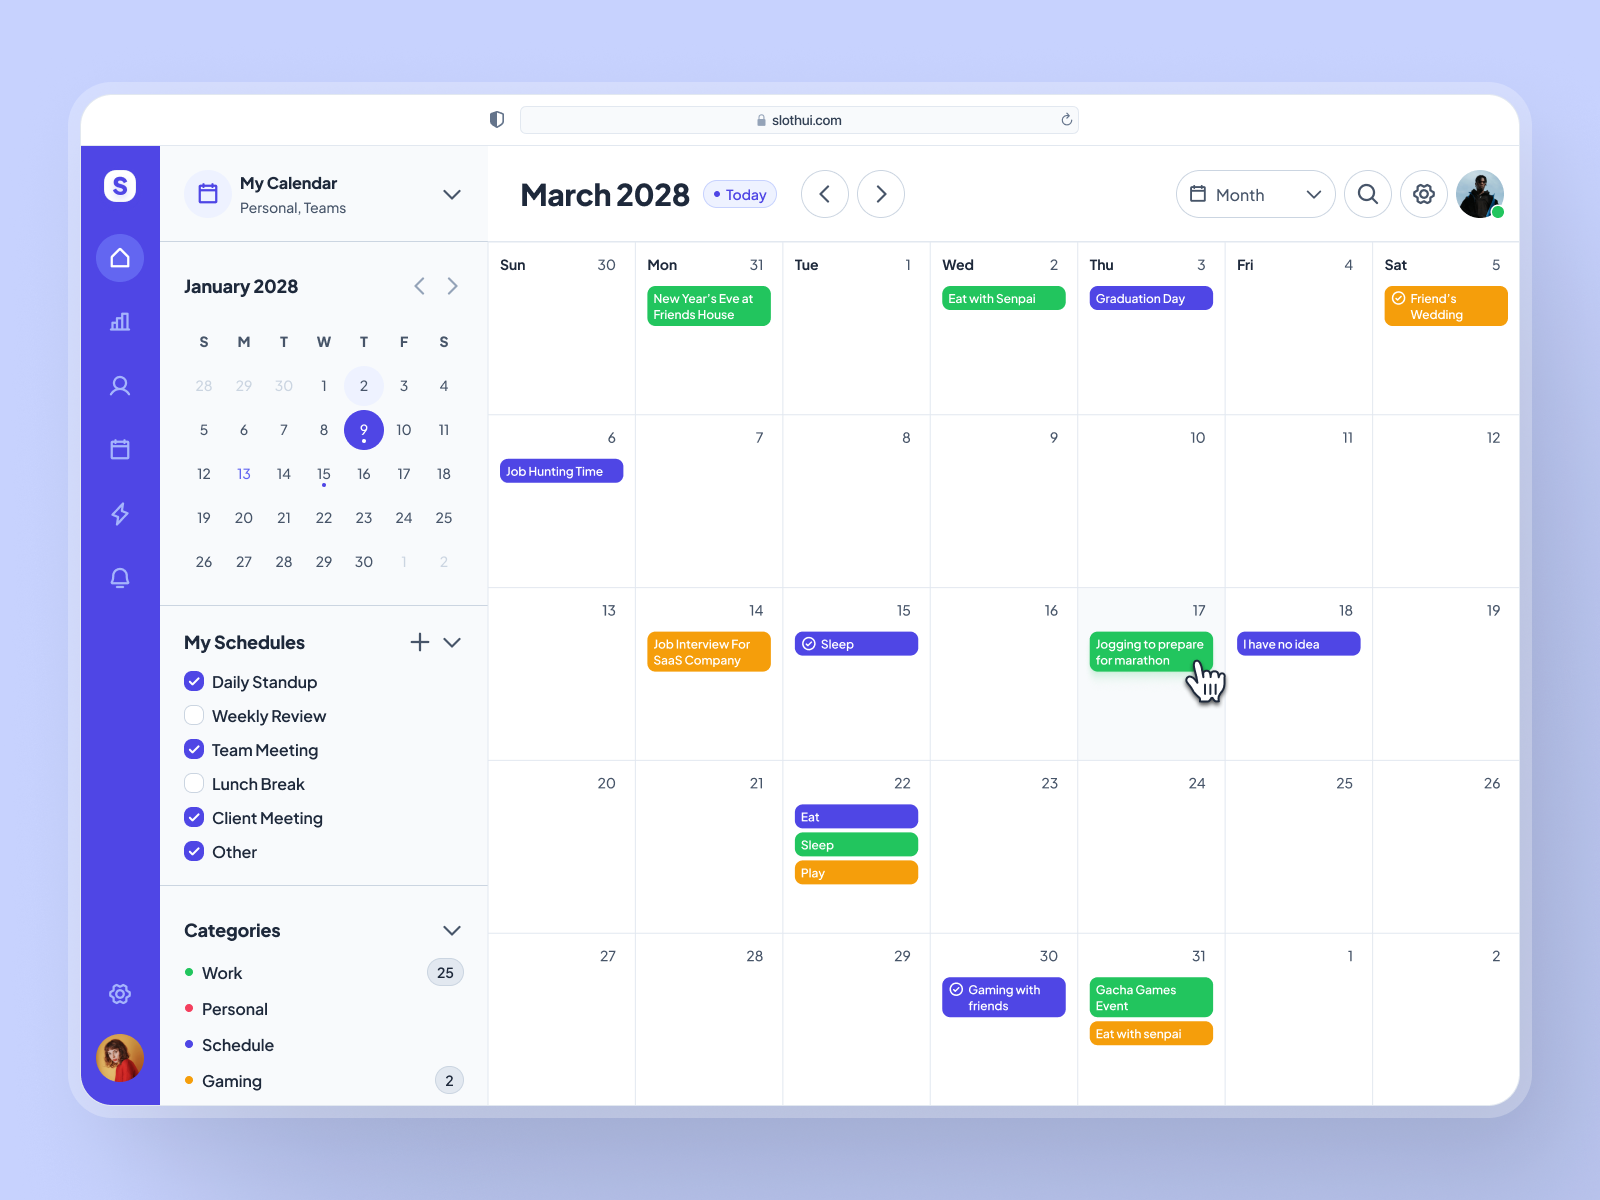 slothui.com
S
My Calendar
Personal, Teams
January 2028
S M T W T F S
28 29 30 1 2 3 4
5 6 7 8 9 10 11
12 13 14 15 16 17 18
19 20 21 22 23 24 25
26 27 28 29 30 1 2
My Schedules
Daily Standup
Weekly Review
Team Meeting
Lunch Break
Client Meeting
Other
Categories
Work 25
Personal
Schedule
Gaming 2
March 2028
Today
Month
Sun 30 Mon 31 Tue 1 Wed 2 Thu 3 Fri 4 Sat 5
New Year's Eve at
Friends House
Eat with Senpai
Graduation Day
Friend's
Wedding
6 7 8 9 10 11 12
Job Hunting Time
13 14 15 16 17 18 19
Job Interview For
SaaS Company
Sleep
Jogging to prepare
for marathon
I have no idea
20 21 22 23 24 25 26
Eat
Sleep
Play
27 28 29 30 31 1 2
Gaming with
friends
Gacha Games
Event
Eat with senpai